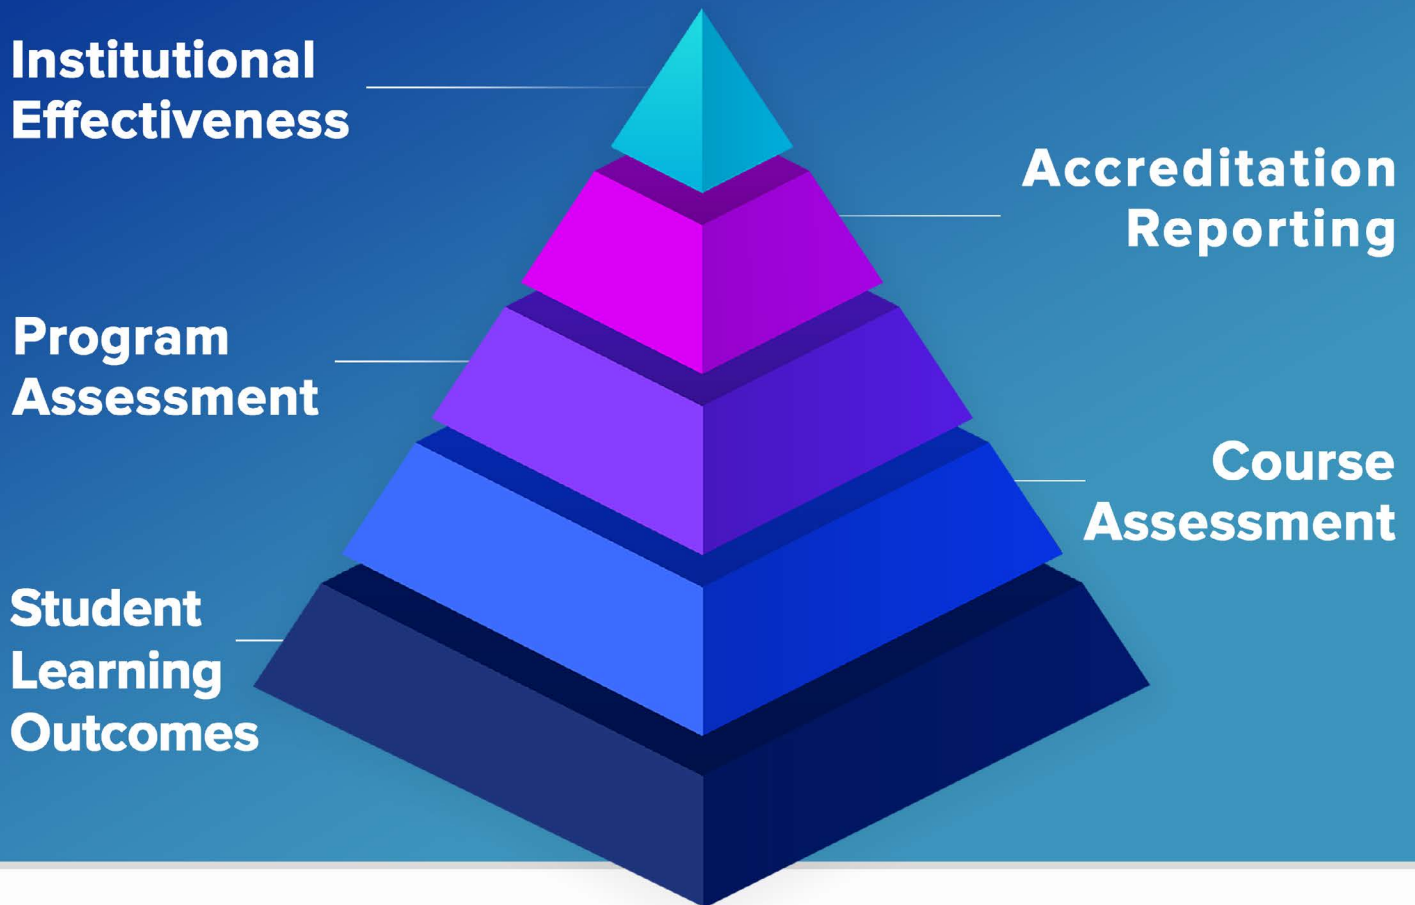 Institutional
Effectiveness
Accreditation
Reporting
Program
Assessment
Course
Assessment
Student
Learning
Outcomes